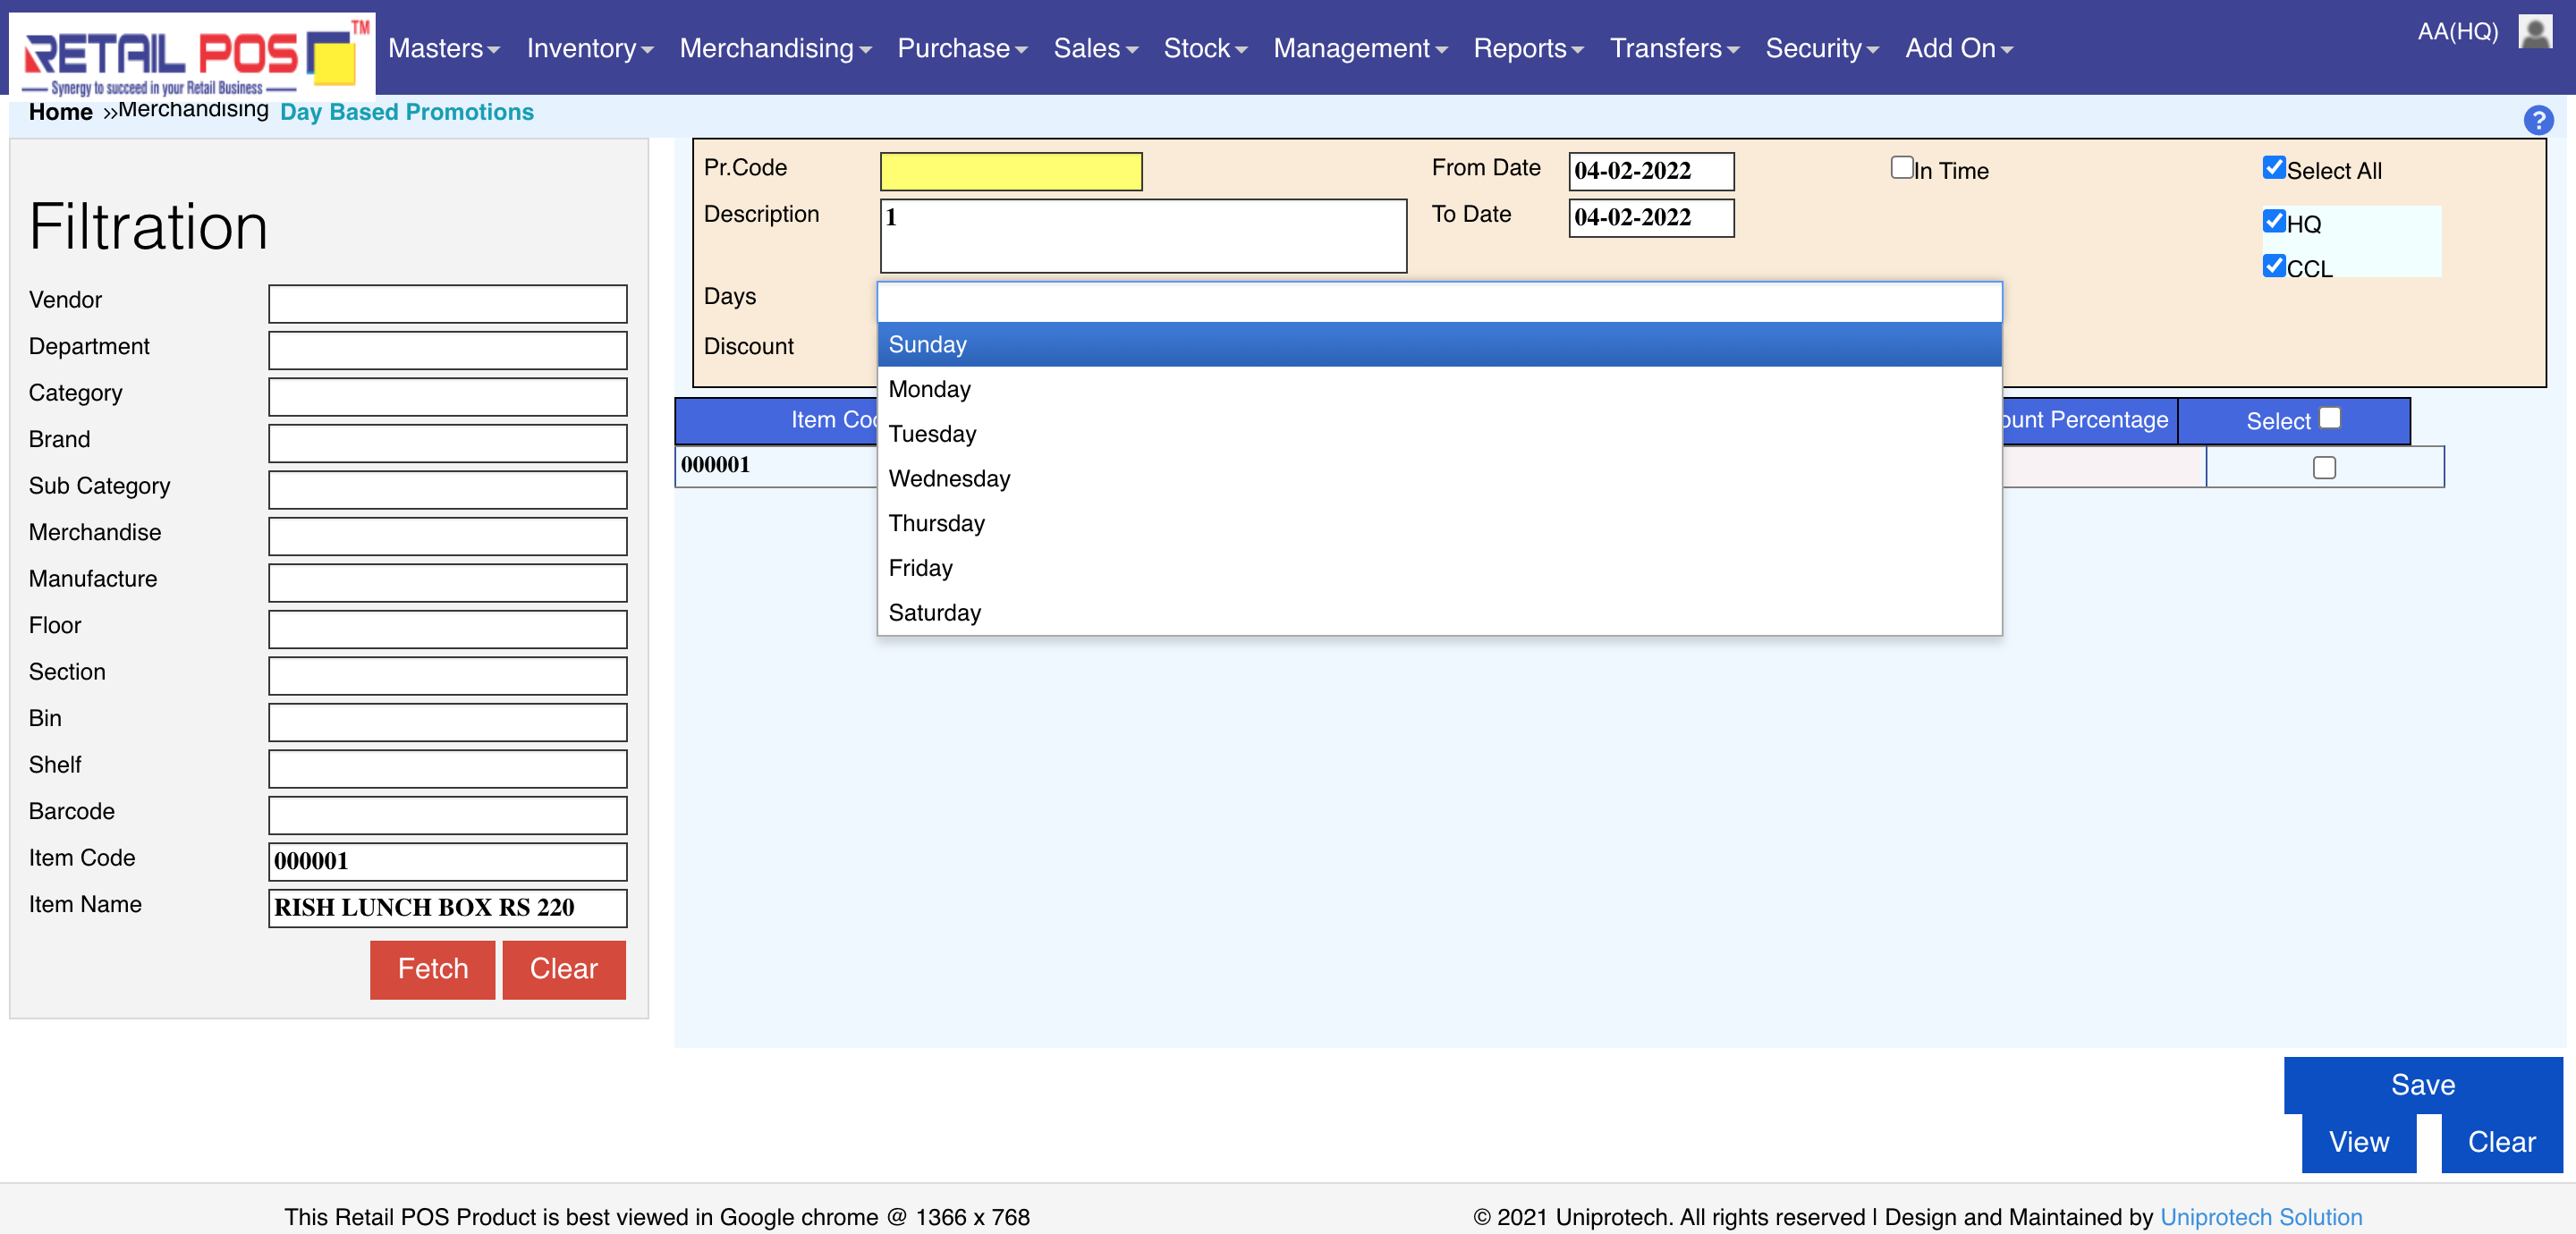 RETAIL POS TM
Synergy to succeed in your Retail Business
Masters Inventory Merchandising Purchase Sales Stock Management Reports Transfers Security Add On
AA(HQ)
Home »Merchandising Day Based Promotions
?
Filtration
Vendor
Department
Category
Brand
Sub Category
Merchandise
Manufacture
Floor
Section
Bin
Shelf
Barcode
Item Code 000001
Item Name RISH LUNCH BOX RS 220
Fetch Clear
Pr.Code From Date 04-02-2022 In Time Select All
Description 1 To Date 04-02-2022 HQ
CCL
Days
Discount
Sunday
Monday
Tuesday
Wednesday
Thursday
Friday
Saturday
Item Percentage Select
000001
Save
View Clear
This Retail POS Product is best viewed in Google chrome @ 1366 x 768
© 2021 Uniprotech. All rights reserved | Design and Maintained by Uniprotech Solution